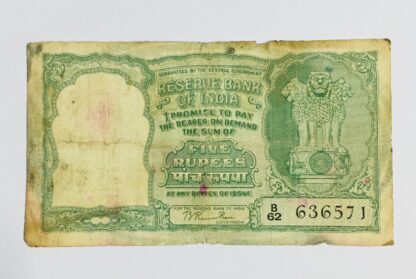 GUARANTEED BY THE CENTRAL GOVERNMENT
RESERVE BANK
OF INDIA
I PROMISE TO PAY
THE BEARER ON DEMAND
THE SUM OF
FIVE
RUPEES
पांच रुपया
AT ANY OFFICE OF ISSUE
FOR THE RESERVE BANK OF INDIA
GOVERNOR
B
62 636571